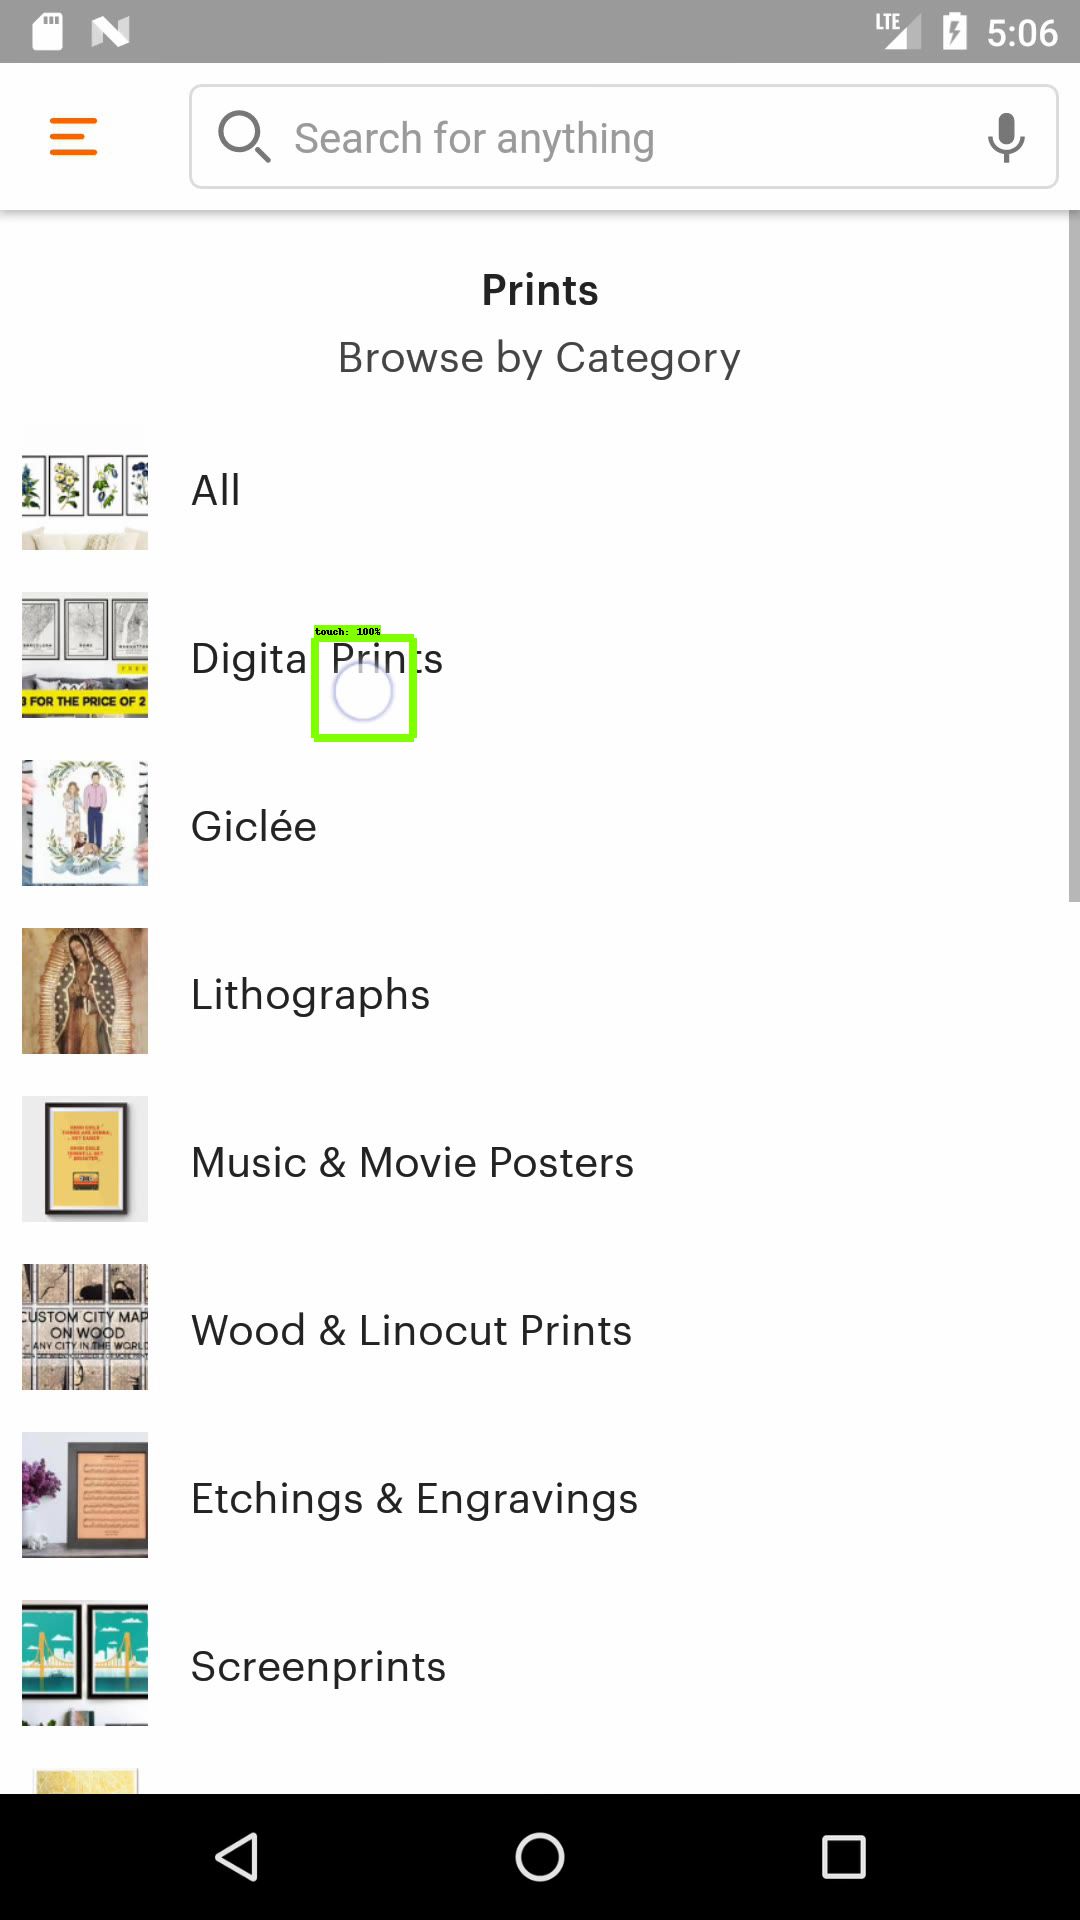 LTE 5:06
Search for anything
Prints
Browse by Category
All
FREE
3 FOR THE PRICE OF 2
touch: 100%
Digita Prints
Giclée
Lithographs
Music & Movie Posters
CUSTOM CITY MAP
ON WOOD
ANY CITY IN THE WORLD
Wood & Linocut Prints
Etchings & Engravings
Screenprints